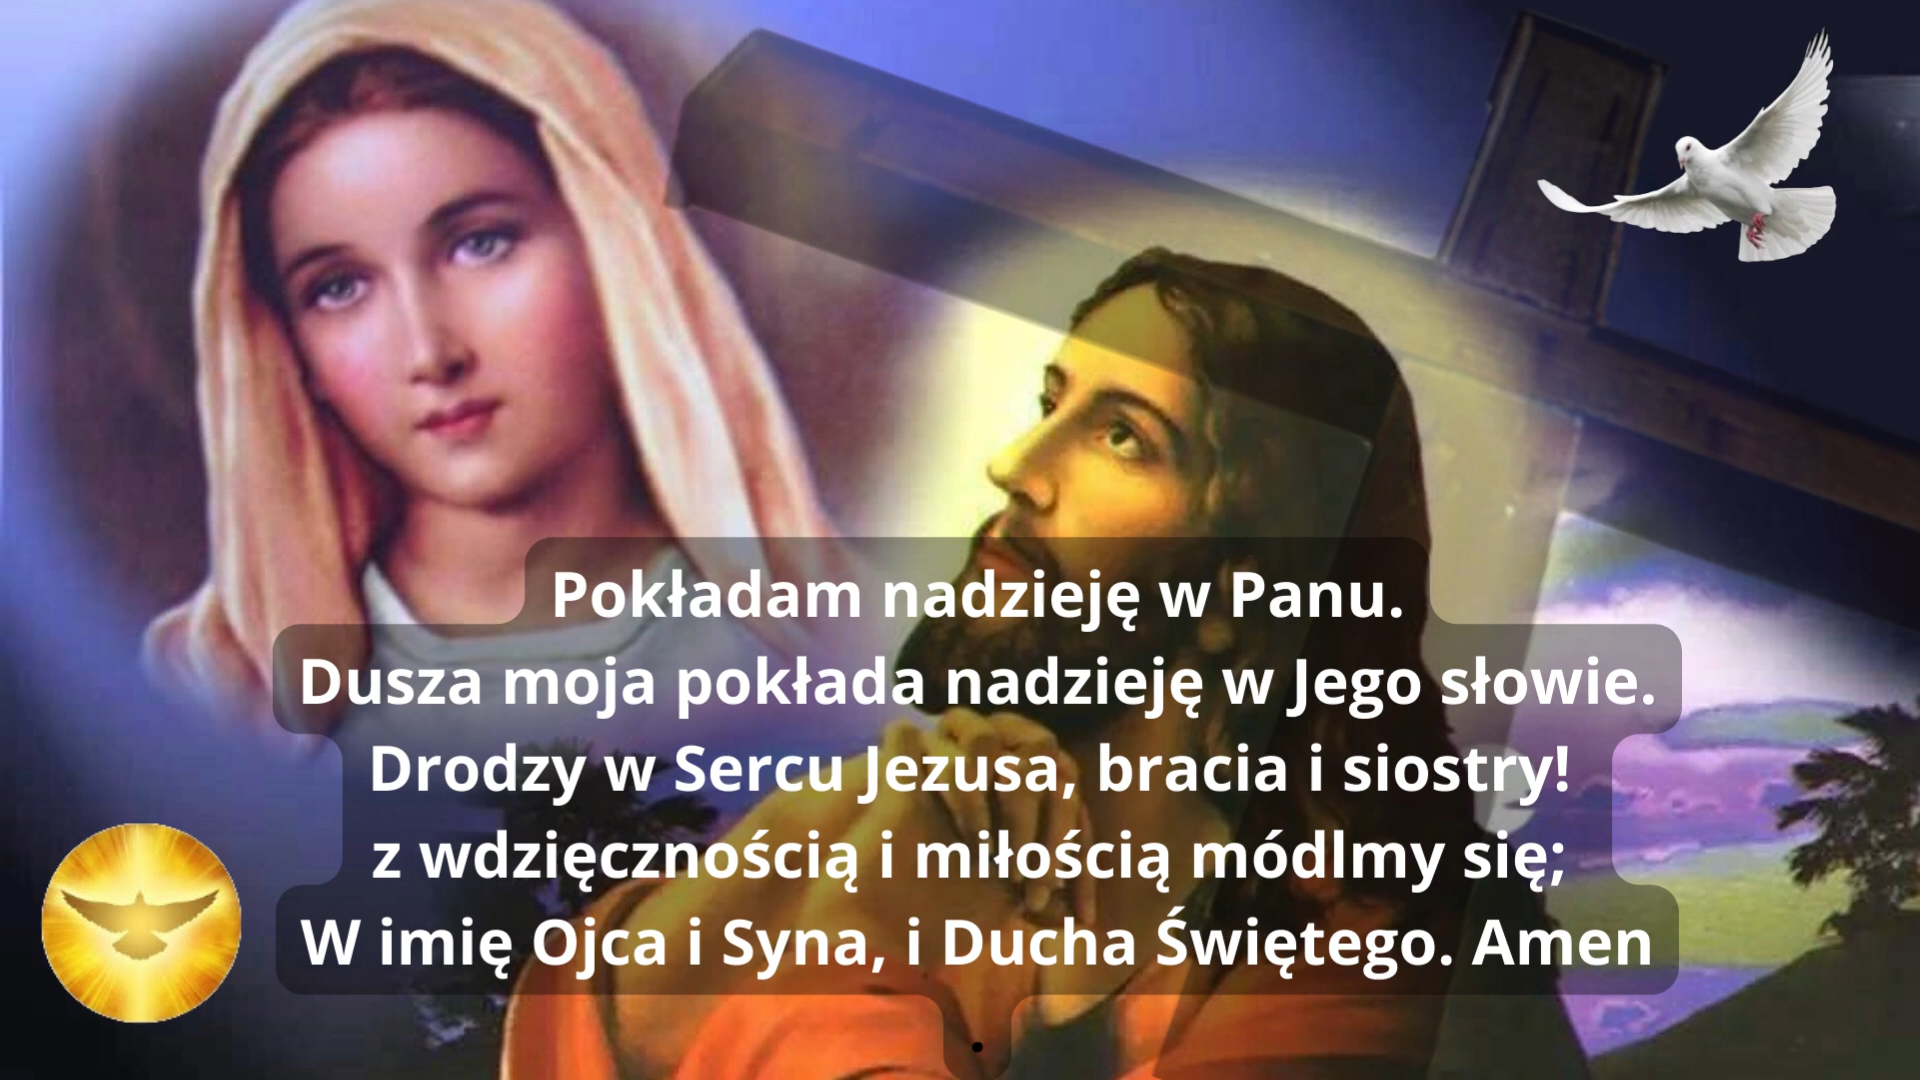 Pokładam nadzieję w Panu.
Dusza moja pokłada nadzieję w Jego słowie.
Drodzy w Sercu Jezusa, bracia i siostry!
z wdzięcznością i miłością módlmy się;
W imię Ojca i Syna, i Ducha Świętego. Amen
.